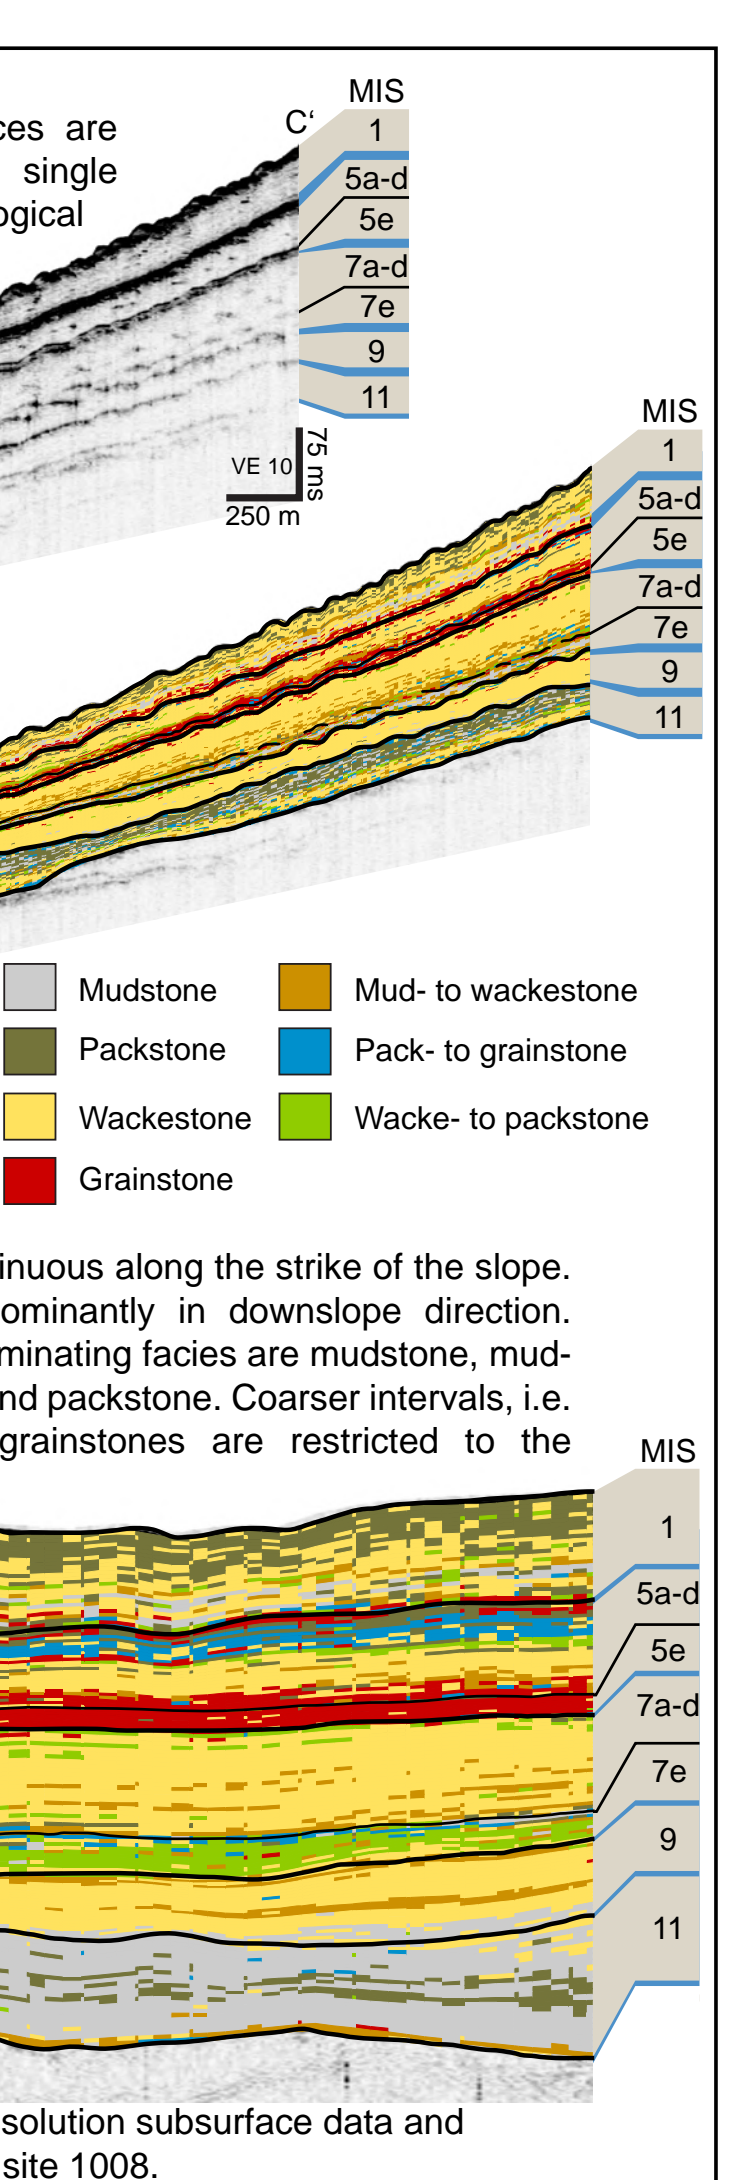 MIS
C‘
ces are
single
ogical
1
5a-d
5e
7a-d
7e
9
11
VE 10
75 ms
250 m
MIS
1
5a-d
5e
7a-d
7e
9
11
Mudstone
Mud- to wackestone
Packstone
Pack- to grainstone
Wackestone
Wacke- to packstone
Grainstone
inuous along the strike of the slope.
ominantly in downslope direction.
minating facies are mudstone, mud-
nd packstone. Coarser intervals, i.e.
grainstones are restricted to the
MIS
1
5a-d
5e
7a-d
7e
9
11
solution subsurface data and
site 1008.